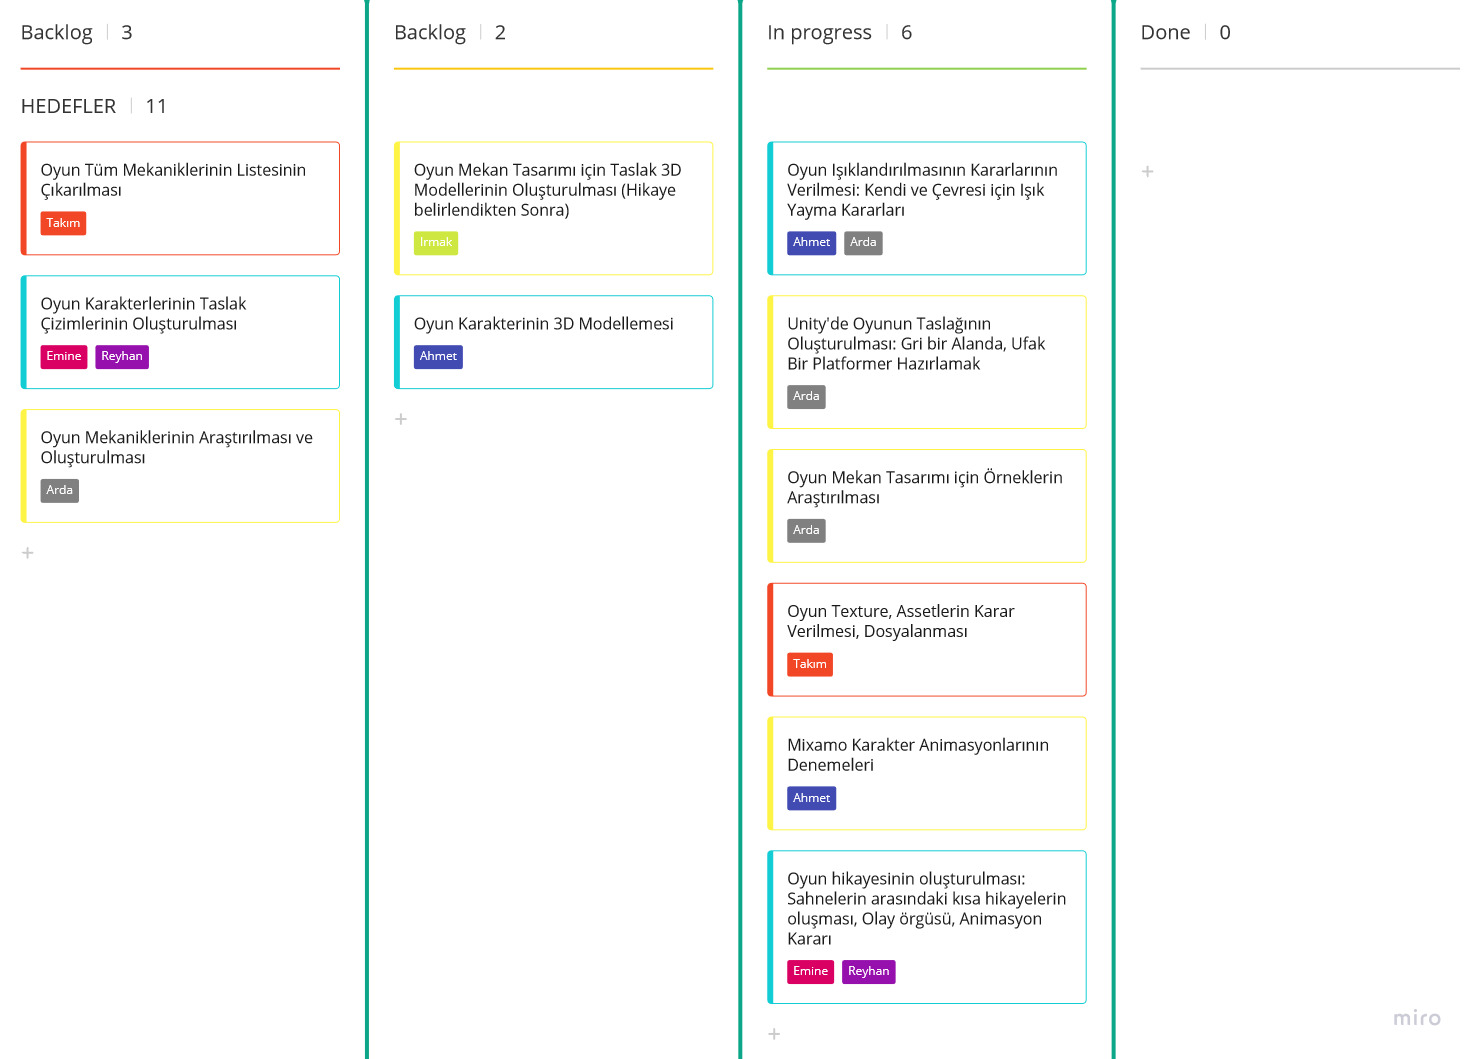 Backlog 3
HEDEFLER 11
Oyun Tüm Mekaniklerinin Listesinin
Çıkarılması
Takım
Oyun Karakterlerinin Taslak
Çizimlerinin Oluşturulması
Emine Reyhan
Oyun Mekaniklerinin Araştırılması ve
Oluşturulması
Arda
+
Backlog 2
Oyun Mekan Tasarımı için Taslak 3D
Modellerinin Oluşturulması (Hikaye
belirlendikten Sonra)
Irmak
Oyun Karakterinin 3D Modellemesi
Ahmet
+
In progress 6
Oyun Işıklandırılmasının Kararlarının
Verilmesi: Kendi ve Çevresi için Işık
Yayma Kararları
Ahmet Arda
Unity'de Oyunun Taslağının
Oluşturulması: Gri bir Alanda, Ufak
Bir Platformer Hazırlamak
Arda
Oyun Mekan Tasarımı için Örneklerin
Araştırılması
Arda
Oyun Texture, Assetlerin Karar
Verilmesi, Dosyalanması
Takım
Mixamo Karakter Animasyonlarının
Denemeleri
Ahmet
Oyun hikayesinin oluşturulması:
Sahnelerin arasındaki kısa hikayelerin
oluşması, Olay örgüsü, Animasyon
Kararı
Emine Reyhan
+
Done 0
+
miro